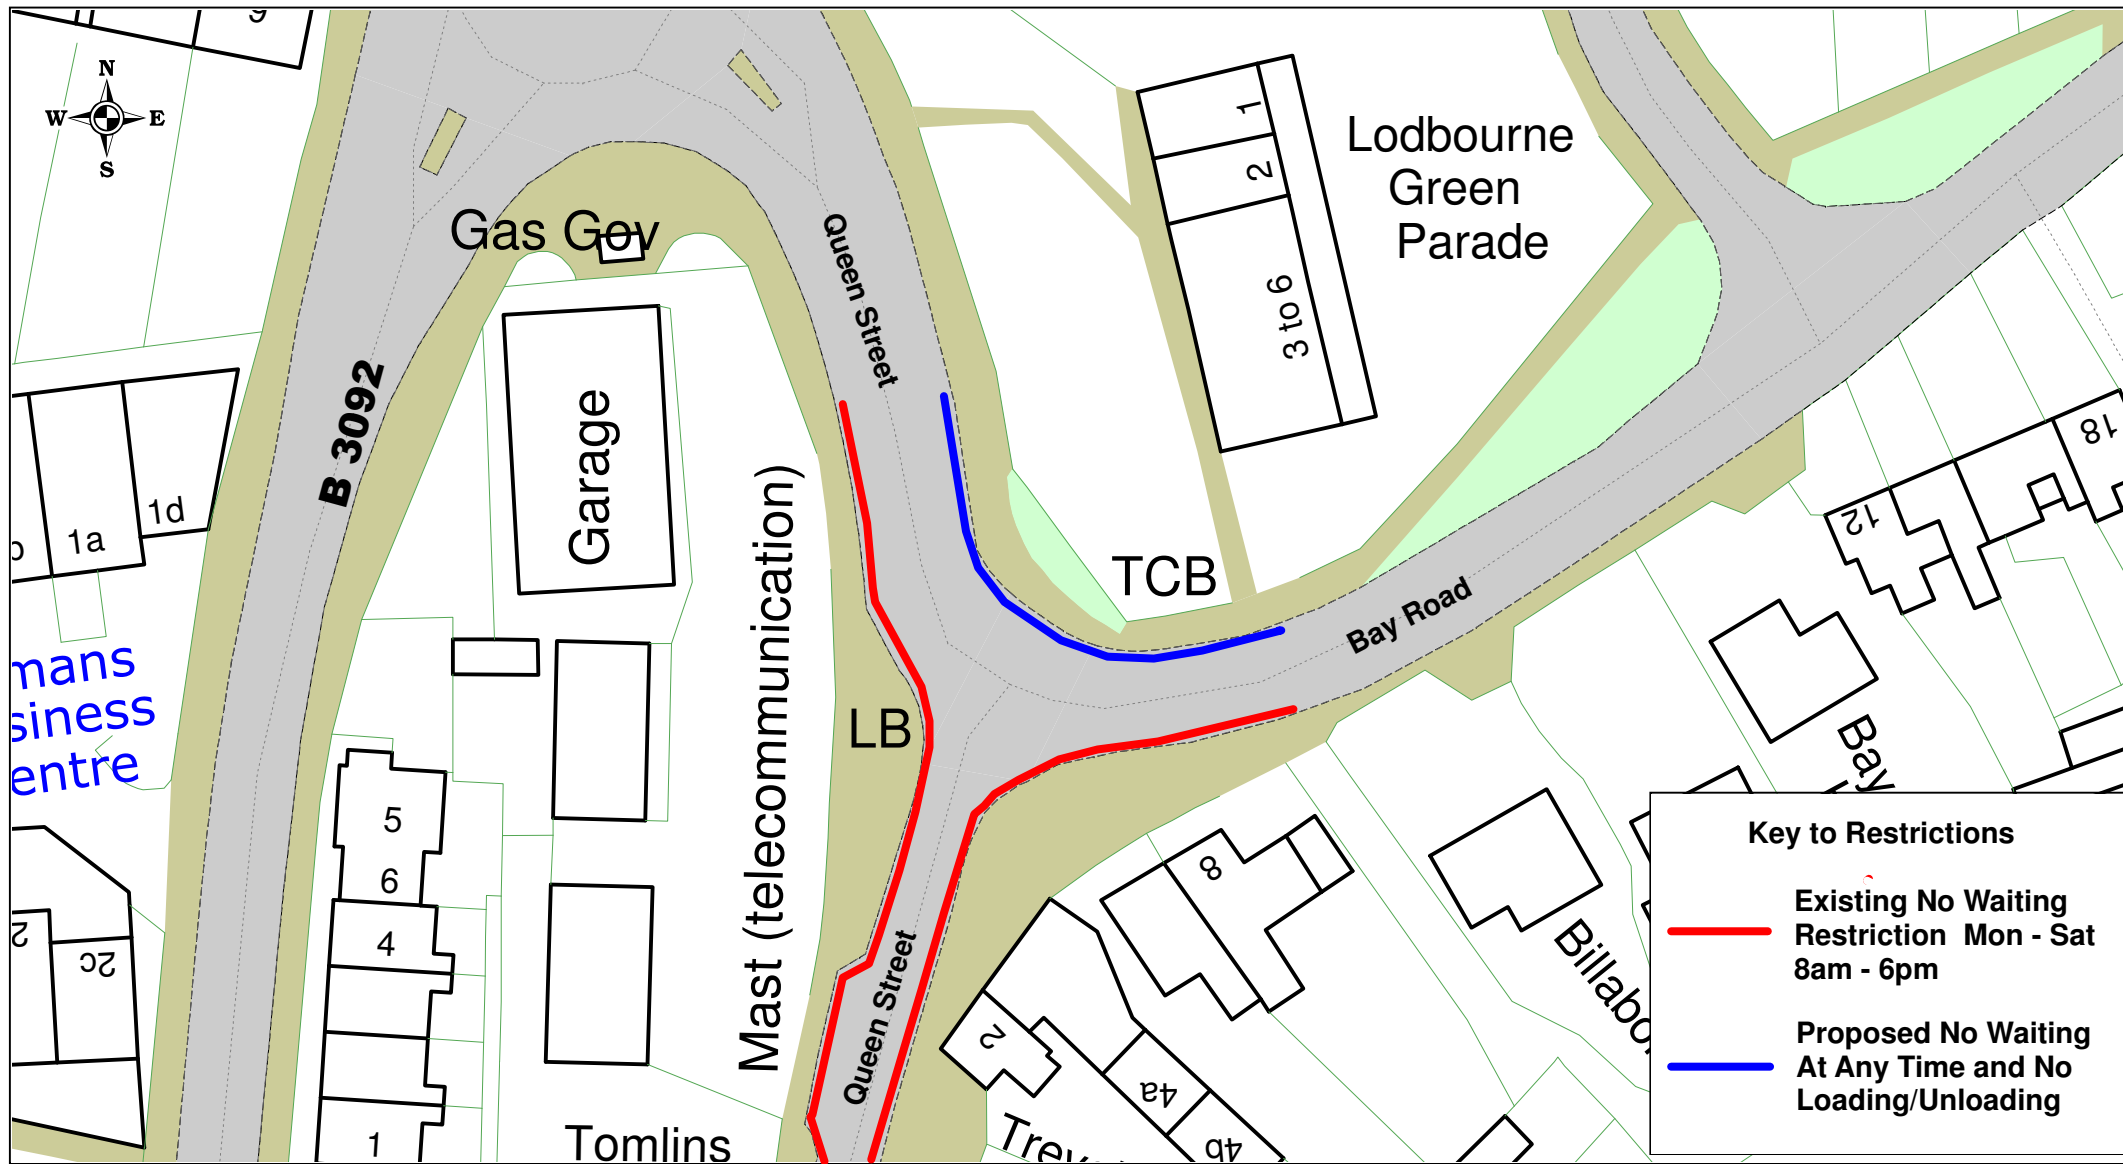 9
N
W E
S
Gas Gov
Queen Street
1
2
3 to 6
Lodbourne
Green
Parade
B 3092
Garage
1a
1d
Mast (telecommunication)
TCB
Bay Road
LB
18
12
mans
siness
entre
5
6
4
1
2
2c
8
2
4a
4b
Queen Street
Tomlins
Bay
Billabo
Key to Restrictions
Existing No Waiting
Restriction Mon - Sat
8am - 6pm
Proposed No Waiting
At Any Time and No
Loading/Unloading